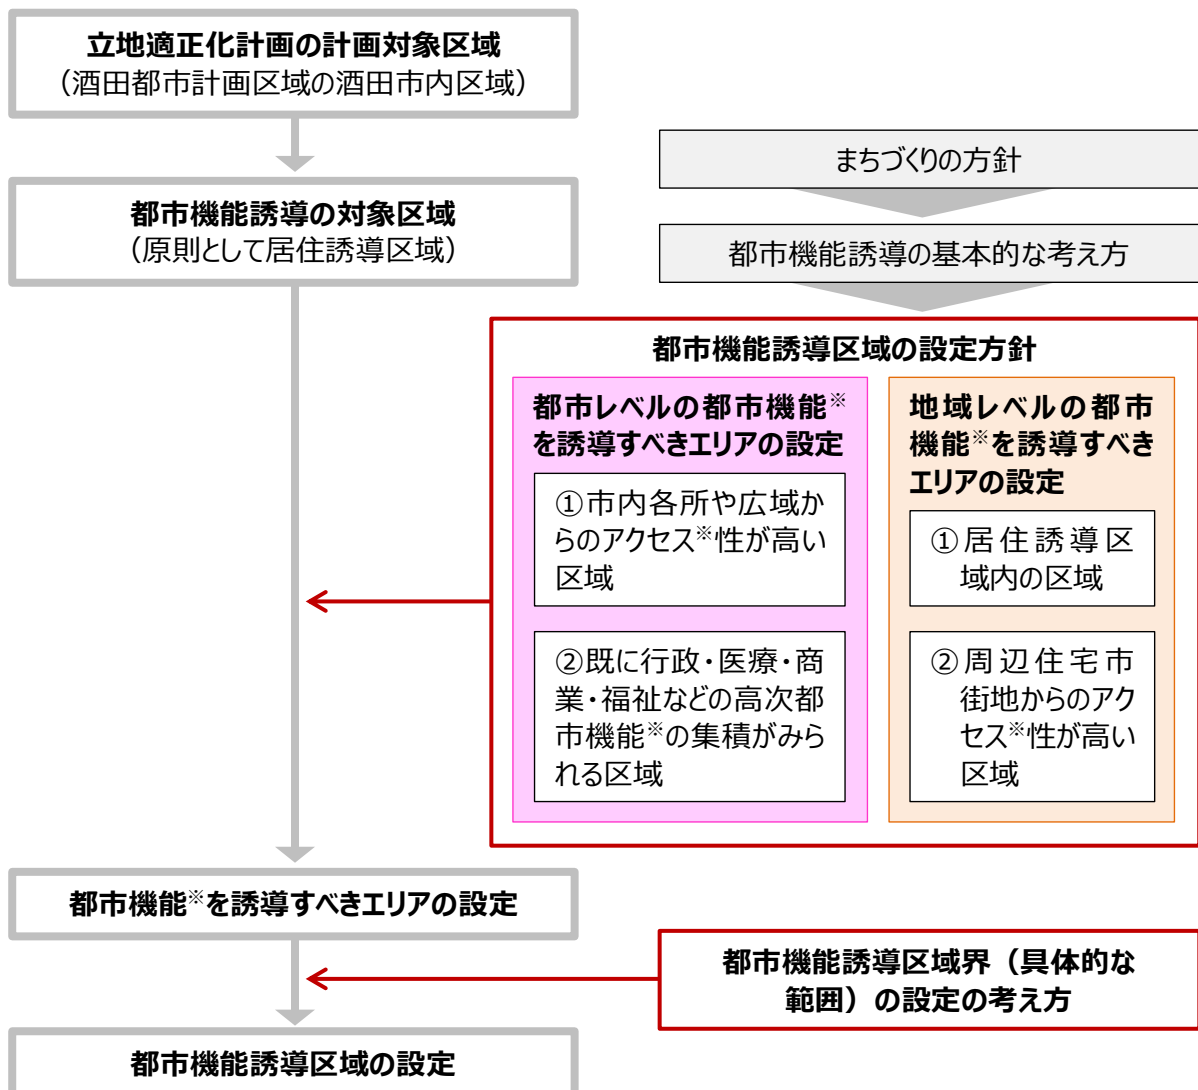 立地適正化計画の計画対象区域
（酒田都市計画区域の酒田市内区域）
都市機能誘導の対象区域
（原則として居住誘導区域）
まちづくりの方針
都市機能誘導の基本的な考え方
都市機能誘導区域の設定方針
都市レベルの都市機能※
を誘導すべきエリアの設定
①市内各所や広域か
らのアクセス※性が高い
区域
②既に行政・医療・商
業・福祉などの高次都
市機能※の集積がみら
れる区域
地域レベルの都市
機能※を誘導すべき
エリアの設定
①居住誘導区
域内の区域
②周辺住宅市
街地からのアク
セス※性が高い
区域
都市機能※を誘導すべきエリアの設定
都市機能誘導区域界（具体的な
範囲）の設定の考え方
都市機能誘導区域の設定